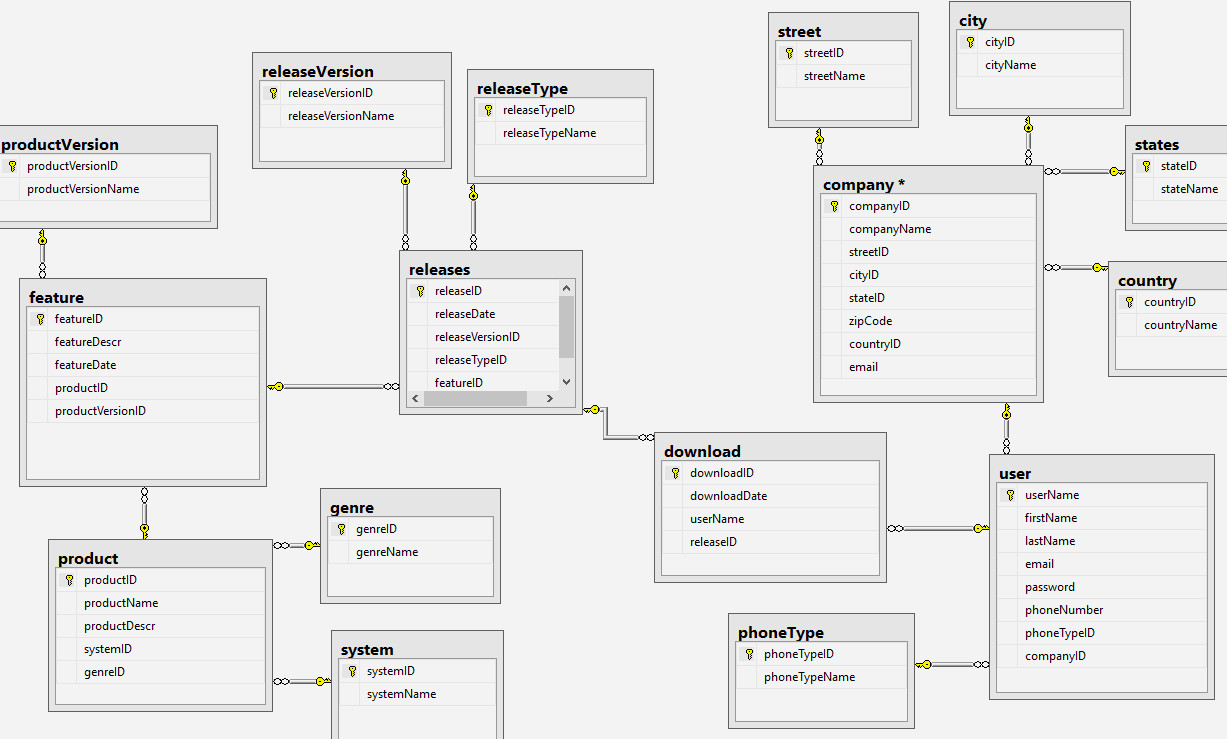 productVersion
productVersionID
productVersionName
releaseVersion
releaseVersionID
releaseVersionName
releaseType
releaseTypeID
releaseTypeName
street
streetID
streetName
city
cityID
cityName
states
stateID
stateName
company *
companyID
companyName
streetID
cityID
stateID
zipCode
countryID
email
country
countryID
countryName
feature
featureID
featureDescr
featureDate
productID
productVersionID
releases
releaseID
releaseDate
releaseVersionID
releaseTypeID
featureID
download
downloadID
downloadDate
userName
releaseID
user
userName
firstName
lastName
email
password
phoneNumber
phoneTypeID
companyID
product
productID
productName
productDescr
systemID
genreID
genre
genreID
genreName
system
systemID
systemName
phoneType
phoneTypeID
phoneTypeName